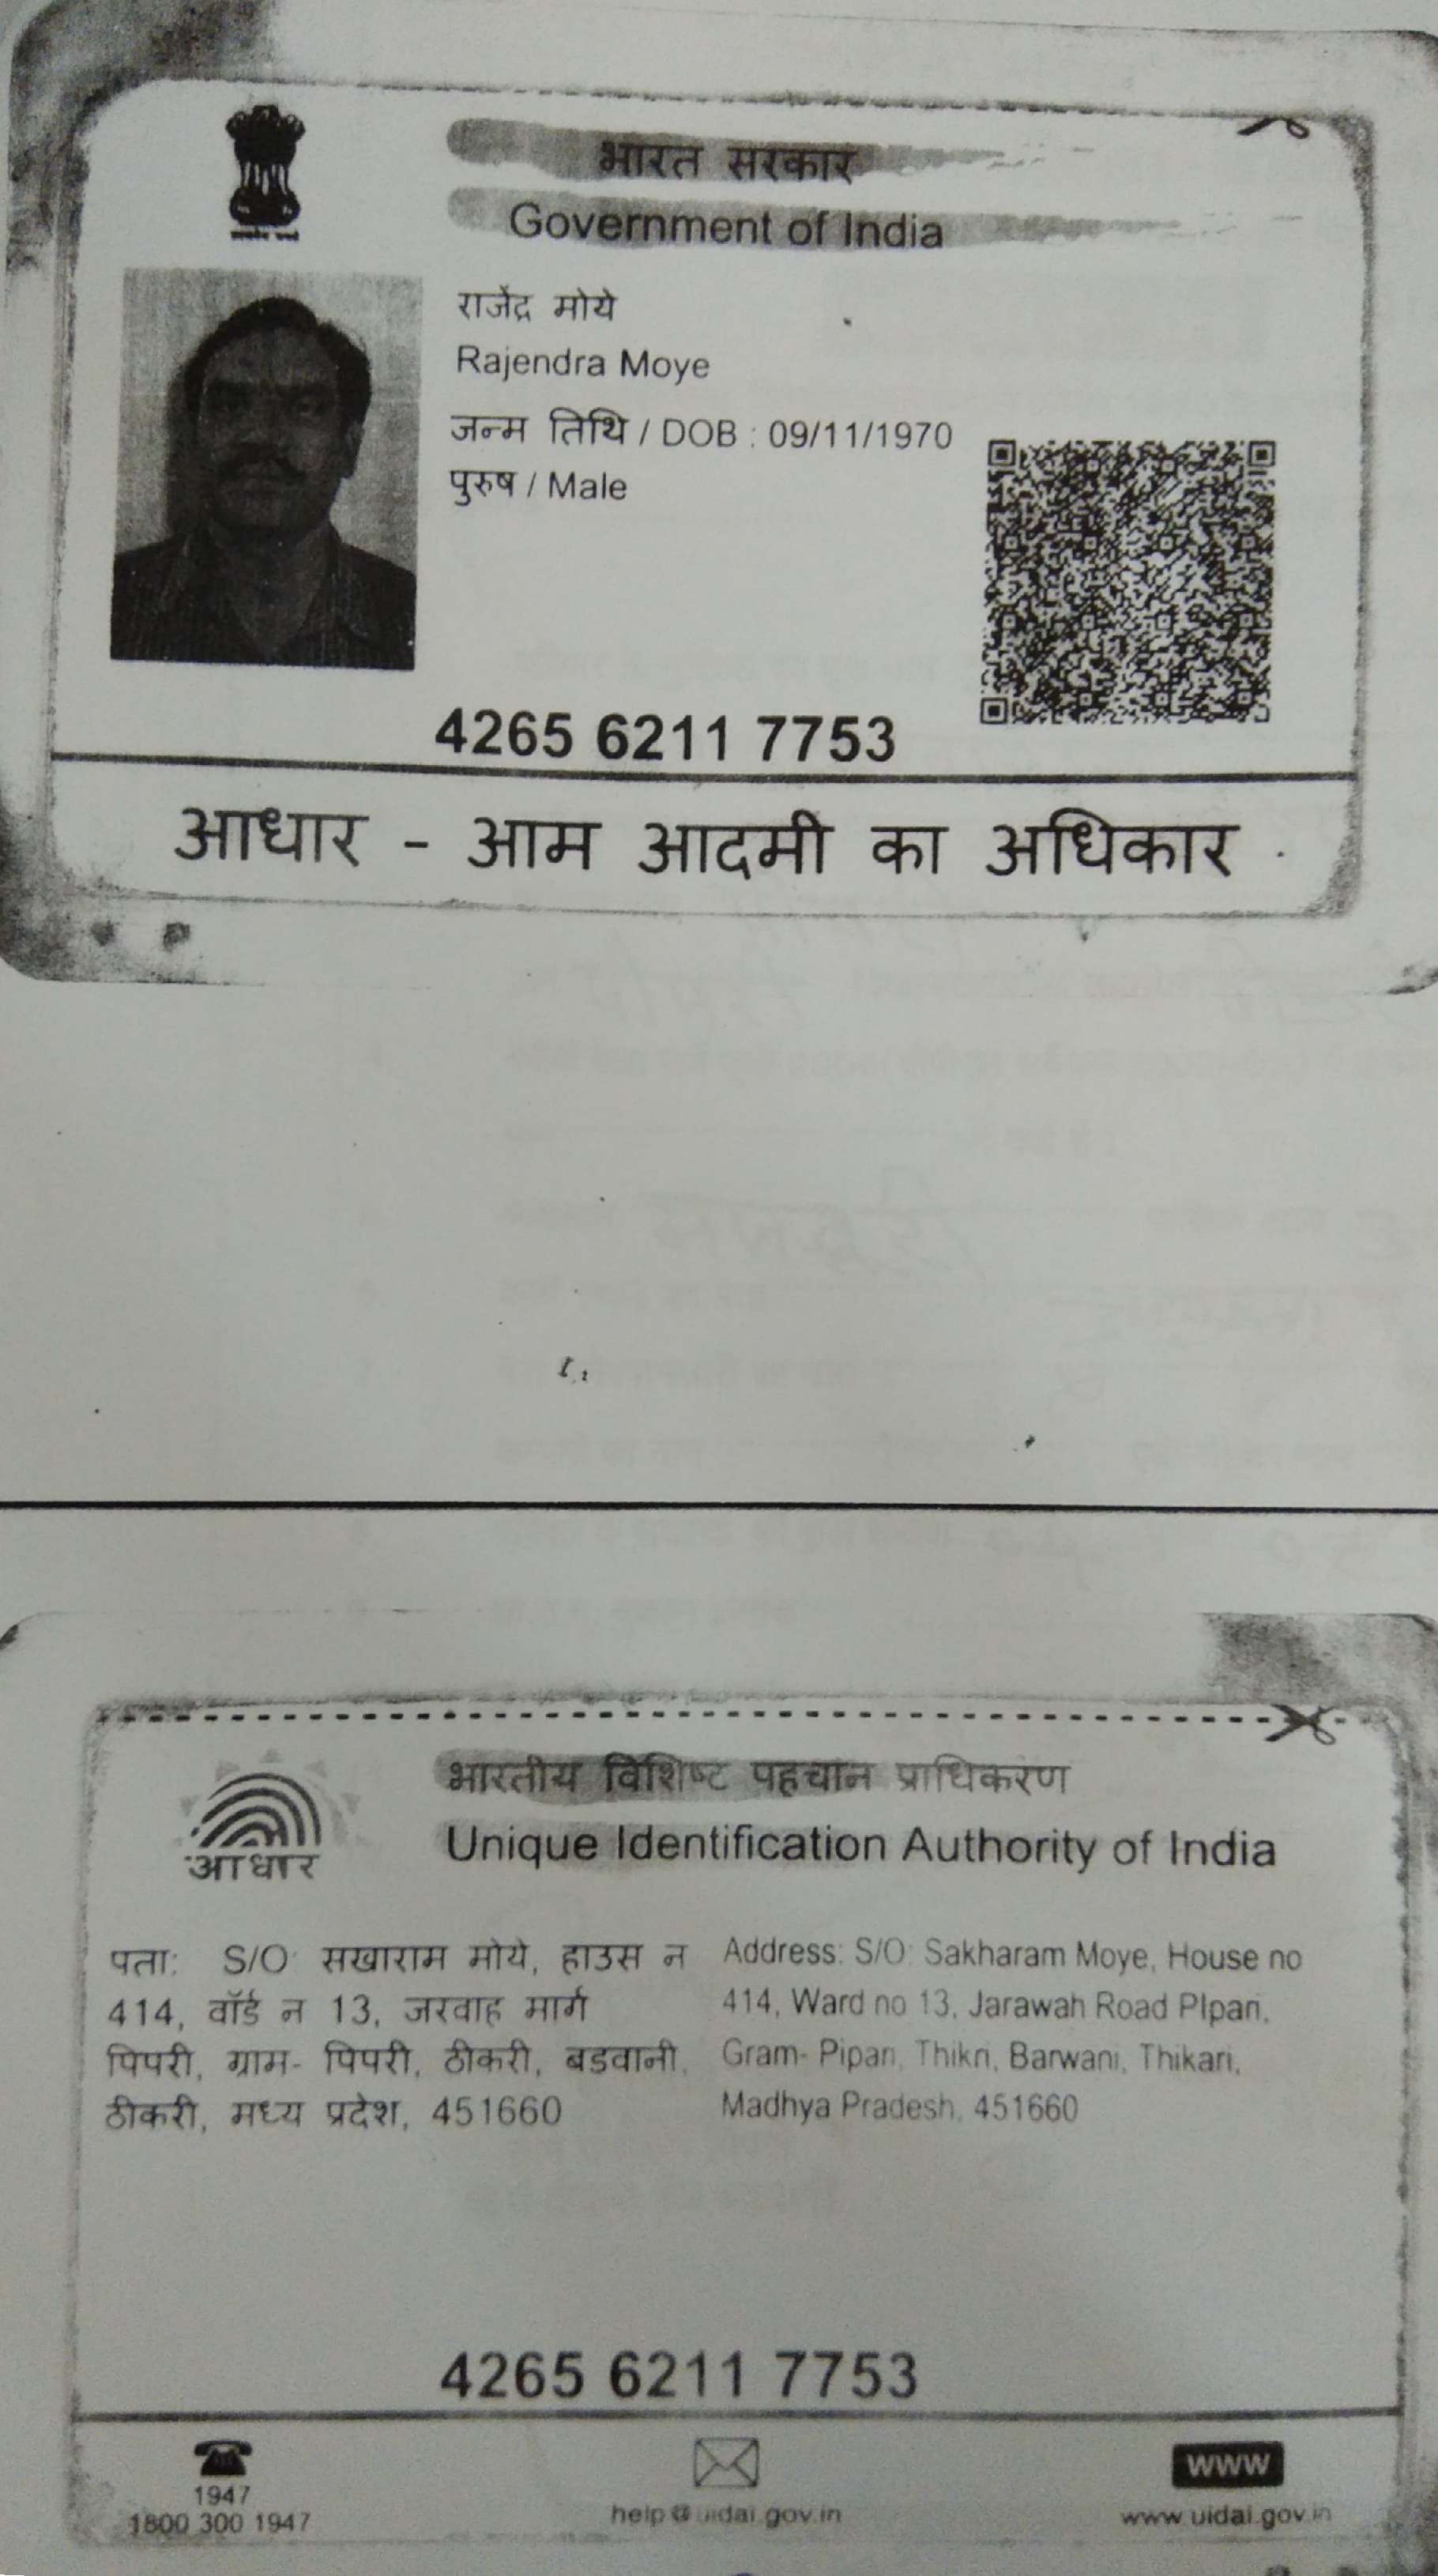 भारत सरकार
Government of India
राजेंद्र मोये
Rajendra Moye
जन्म तिथि / DOB : 09/11/1970
पुरुष / Male
4265 6211 7753
आधार - आम आदमी का अधिकार
भारतीय विशिष्ट पहचान प्राधिकरण
Unique Identification Authority of India
आधार
पता: S/O: सखाराम मोये, हाउस न
414, वॉर्ड न 13, जरवाह मार्ग
पिपरी, ग्राम- पिपरी, ठीकरी, बडवानी,
ठीकरी, मध्य प्रदेश, 451660
Address: S/O: Sakharam Moye, House no
414, Ward no 13, Jarawah Road PIpari,
Gram- Pipari, Thikri, Barwani, Thikari,
Madhya Pradesh, 451660
4265 6211 7753
1947
1800 300 1947
help@uidai.gov.in
www
www.uidai.gov.in